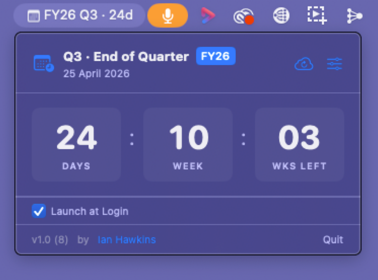 FY26 Q3 · 24d
Q3 · End of Quarter FY26
25 April 2026
24 : 10 : 03
DAYS WEEK WKS LEFT
Launch at Login
v1.0 (8) by Ian Hawkins Quit